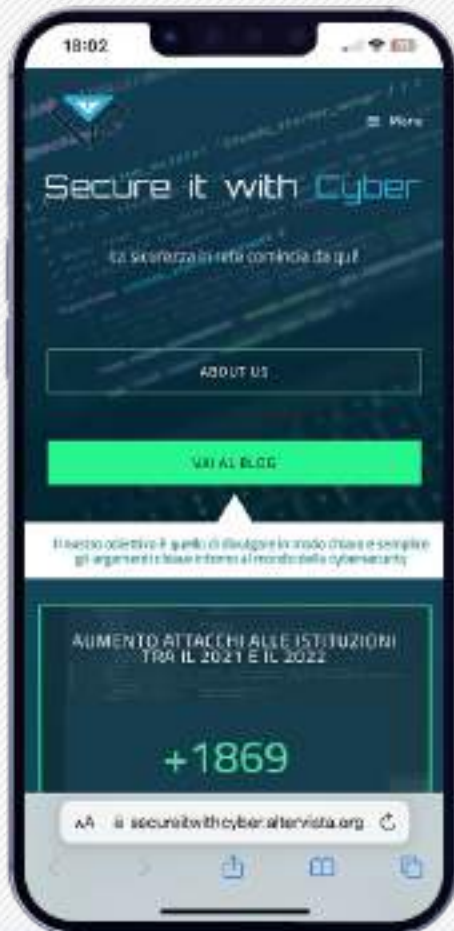 18:02
Menu
Secure it with Cyber
La sicurezza in rete comincia da qui!
ABOUT US
VAI AL BLOG
Il nostro obiettivo è quello di divulgare in modo chiaro e semplice
gli argomenti chiave intorno al mondo della cybersecurity
AUMENTO ATTACCHI ALLE ISTITUZIONI
TRA IL 2021 E IL 2022
+1869
AA secureitwithcyber.altervista.org